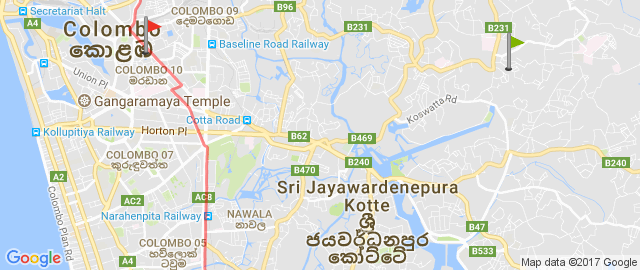 Secretariat Halt
COLOMBO 09
දෙමටගොඩ
B96
B231
B231
A4
Colombo
කොළඹ
Baseline Road Railway
Union Pl
COLOMBO 10
මරදාන
Gangaramaya Temple
Koswatta Rd
Cotta Road
Kollupitiya Railway
Horton Pl
B62
B469
COLOMBO 07
කුරුඳුවත්ත
B470
B240
B240
A2
AC2
AC8
Sri Jayawardenepura
Kotte
ශ්‍රී
ජයවර්ධනපුර
කෝට්ටේ
Narahenpita Railway
NAWALA
නාවල
Colombo Plan Rd
COLOMBO 05
හව්ලොක්
ටවුම
A4
B47
B533
Google
Map data ©2017 Google